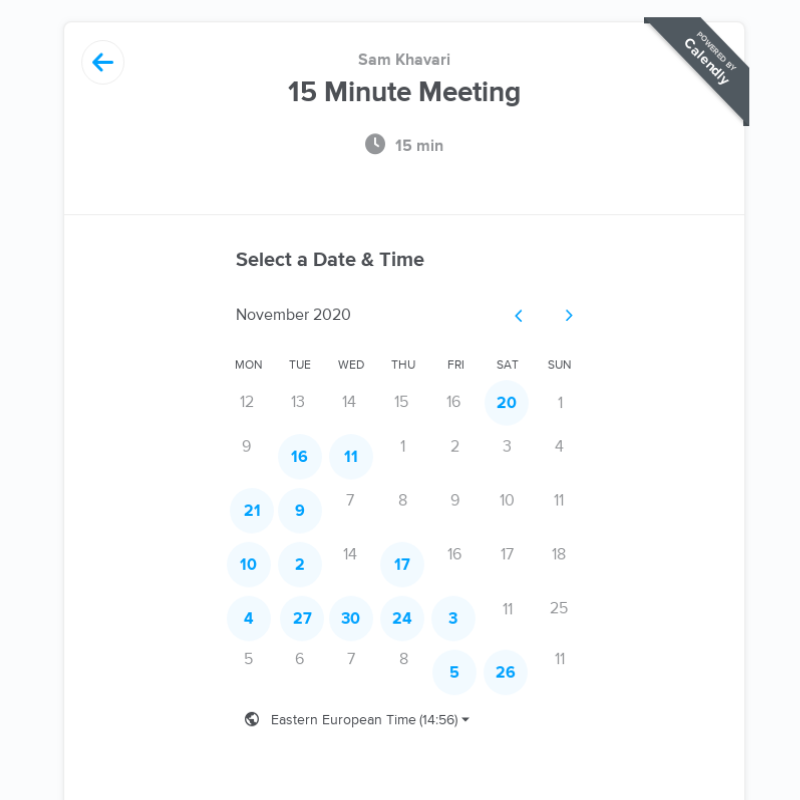 POWERED BY
Calendly
Sam Khavari
15 Minute Meeting
15 min
Select a Date & Time
November 2020
MON TUE WED THU FRI SAT SUN
12 13 14 15 16 20 1
9 16 11 1 2 3 4
21 9 7 8 9 10 11
10 2 14 17 16 17 18
4 27 30 24 3 11 25
5 6 7 8 5 26 11
Eastern European Time (14:56)